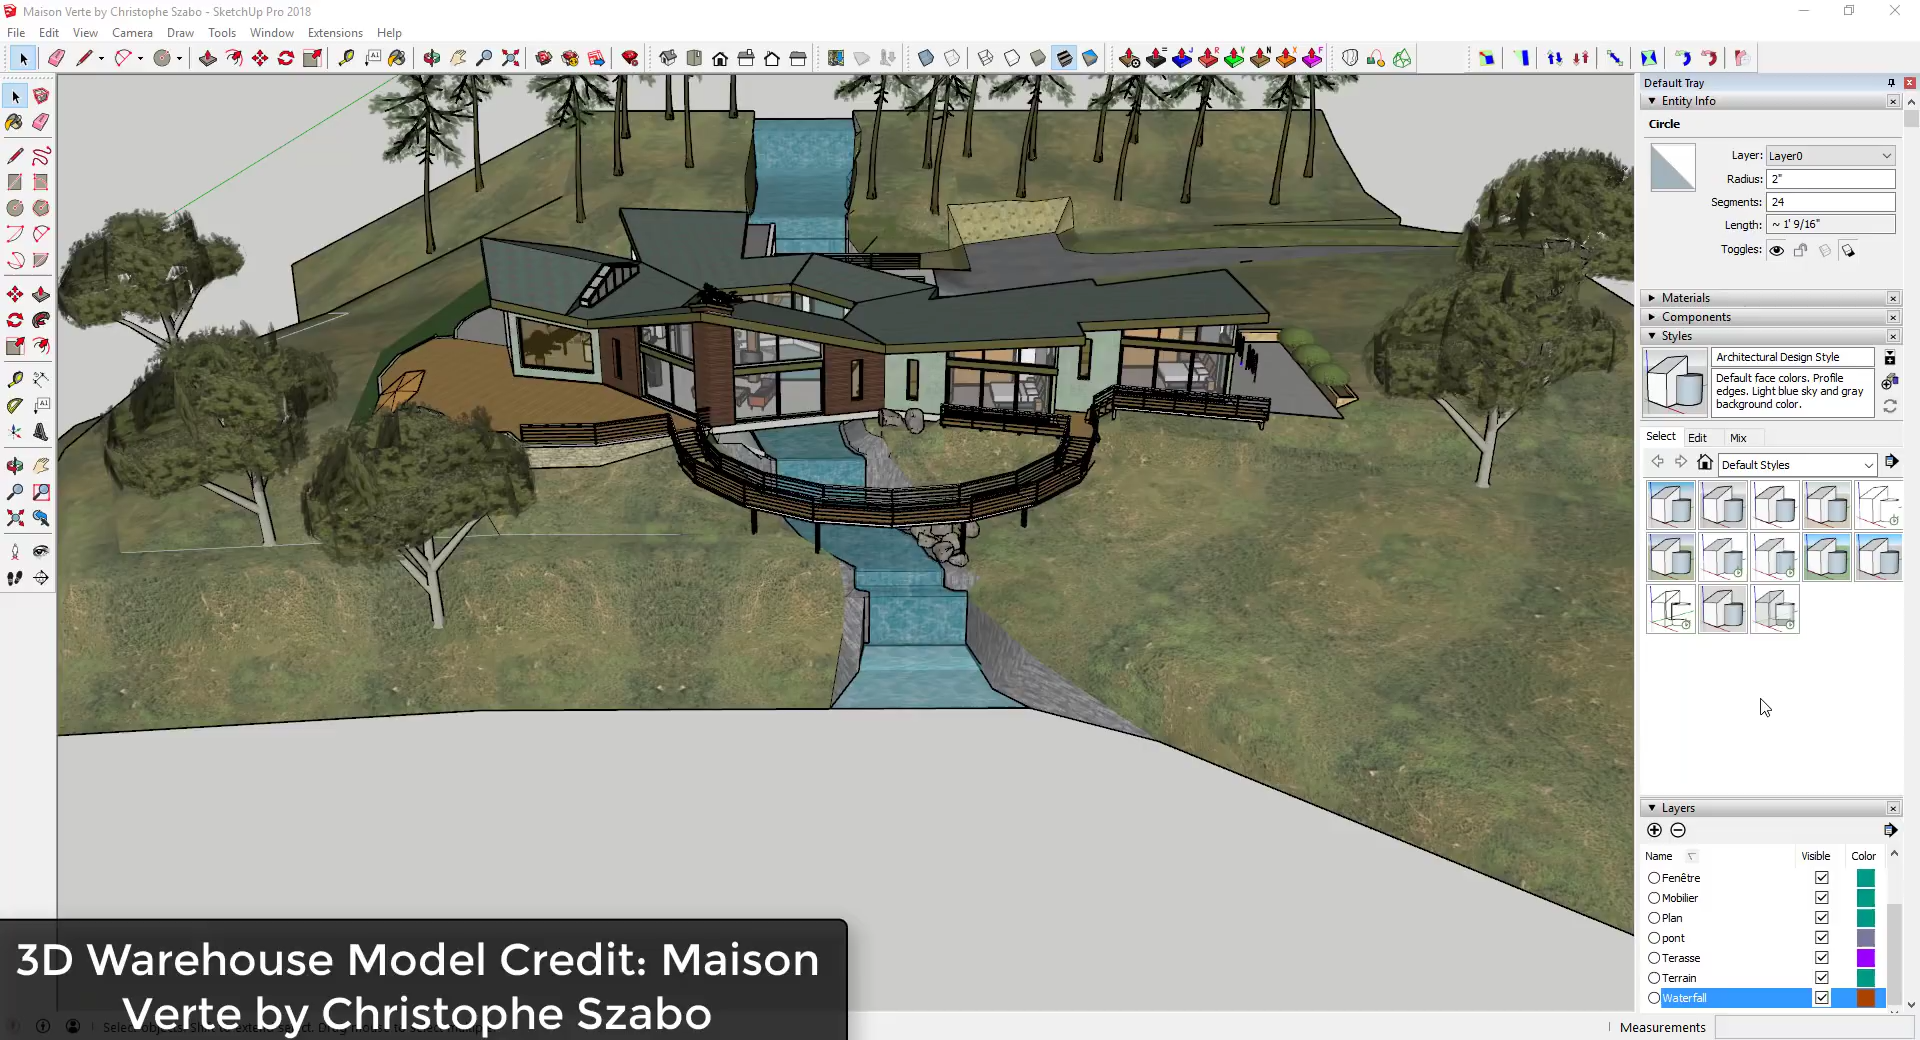 Maison Verte by Christophe Szabo - SketchUp Pro 2018
File Edit View Camera Draw Tools Window Extensions Help
Default Tray
Entity Info
Circle
Layer: Layer0
Radius: 2"
Segments: 24
Length: ~ 1' 9/16"
Toggles:
Materials
Components
Styles
Architectural Design Style
Default face colors. Profile
edges. Light blue sky and gray
background color.
Select Edit Mix
Default Styles
Layers
Name Visible Color
Fenêtre
Mobilier
Plan
pont
Terasse
Terrain
Waterfall
3D Warehouse Model Credit: Maison
Verte by Christophe Szabo
Measurements